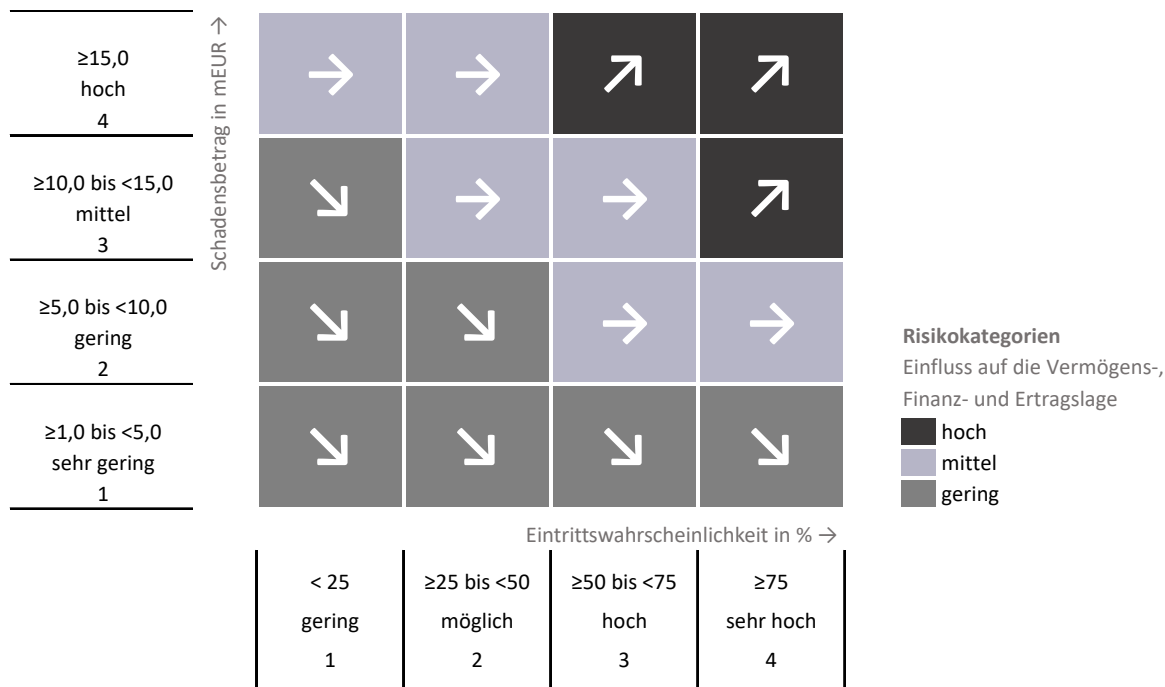 ≥15,0
hoch
4
≥10,0 bis <15,0
mittel
3
≥5,0 bis <10,0
gering
2
≥1,0 bis <5,0
sehr gering
1
Schadensbetrag in mEUR →
Eintrittswahrscheinlichkeit in % →
< 25
gering
1
≥25 bis <50
möglich
2
≥50 bis <75
hoch
3
≥75
sehr hoch
4
Risikokategorien
Einfluss auf die Vermögens-,
Finanz- und Ertragslage
hoch
mittel
gering